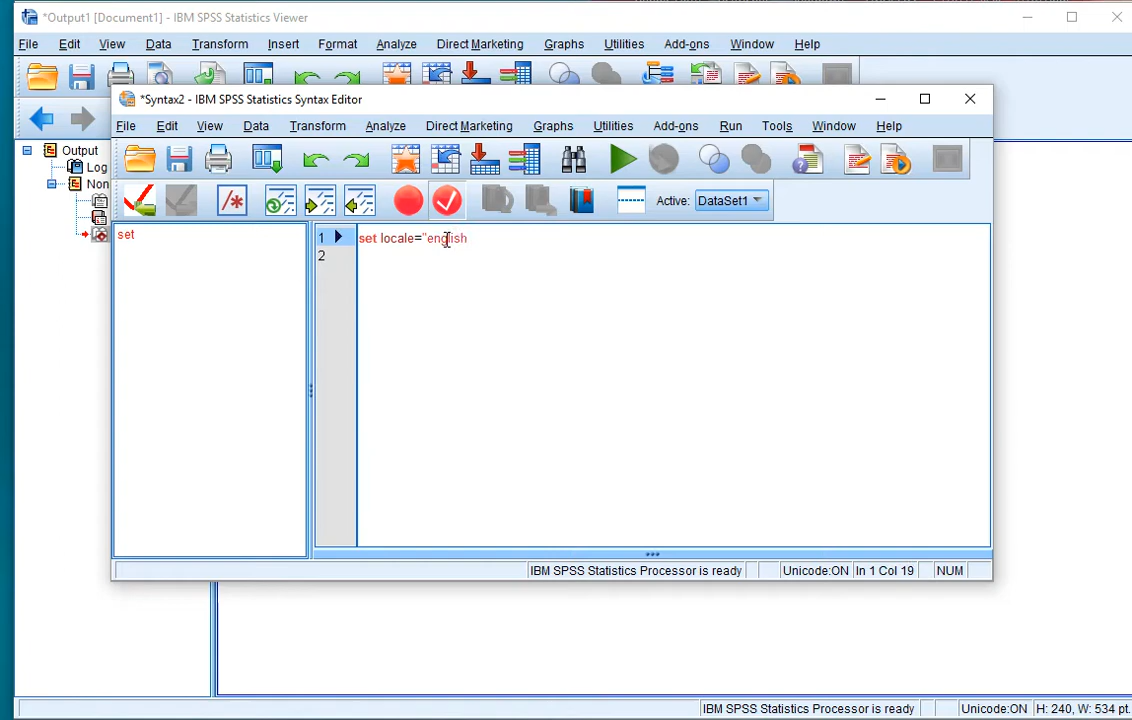 *Output1 [Document1] - IBM SPSS Statistics Viewer
File Edit View Data Transform Insert Format Analyze Direct Marketing Graphs Utilities Add-ons Window Help
*Syntax2 - IBM SPSS Statistics Syntax Editor
File Edit View Data Transform Analyze Direct Marketing Graphs Utilities Add-ons Run Tools Window Help
Active: DataSet1
Output
Log
Non
set
1 set locale="english
2
IBM SPSS Statistics Processor is ready Unicode:ON In 1 Col 19 NUM
IBM SPSS Statistics Processor is ready Unicode:ON H: 240, W: 534 pt.